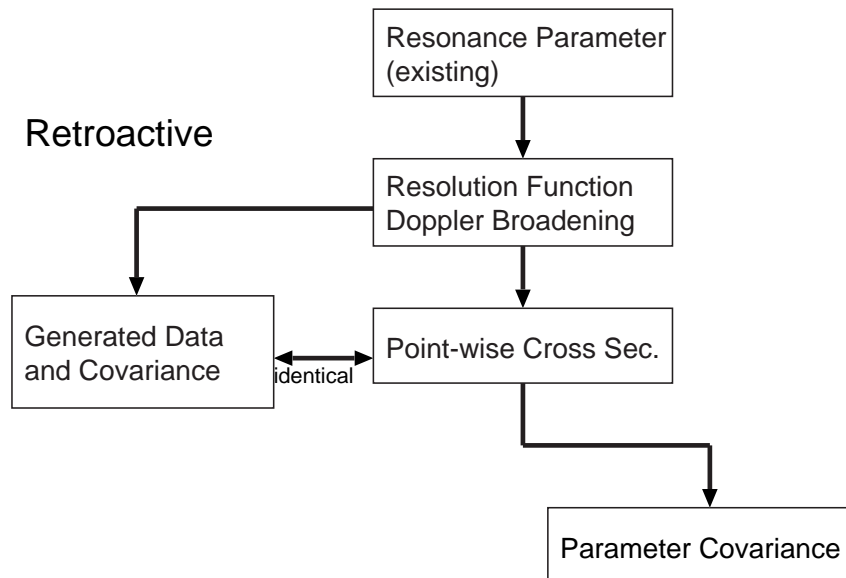 Resonance Parameter
(existing)
Retroactive
Resolution Function
Doppler Broadening
Generated Data
and Covariance
identical
Point-wise Cross Sec.
Parameter Covariance